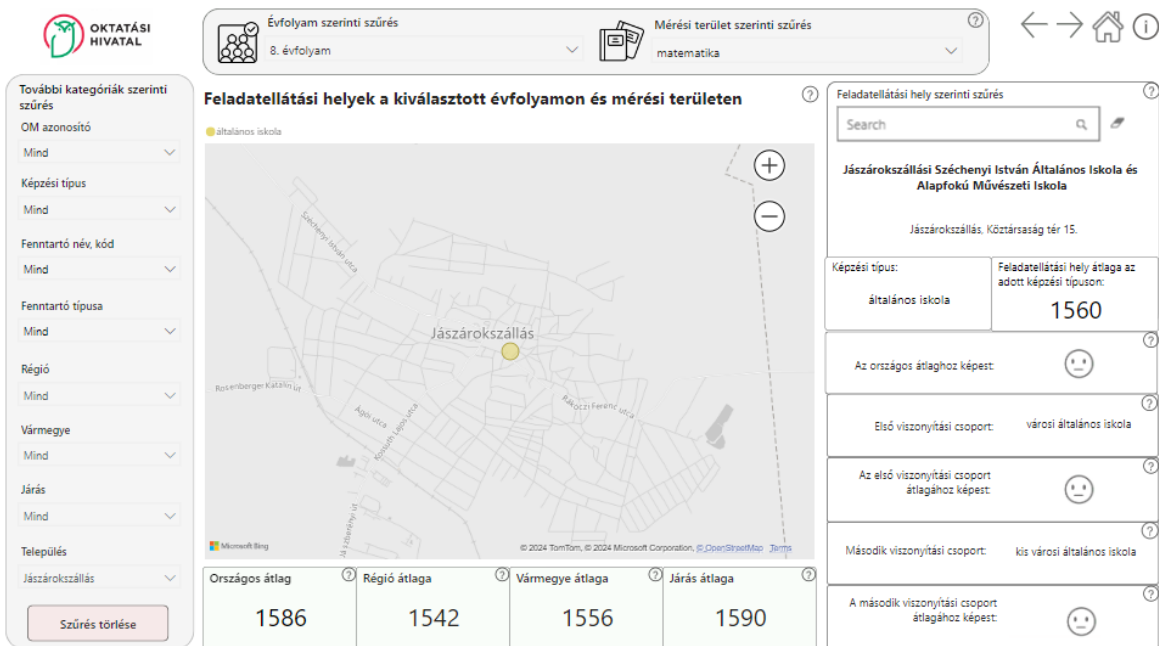 OKTATÁSI
HIVATAL
Évfolyam szerinti szűrés
8. évfolyam
Mérési terület szerinti szűrés
matematika
További kategóriák szerinti
szűrés
OM azonosító
Mind
Képzési típus
Mind
Fenntartó név, kód
Mind
Fenntartó típusa
Mind
Régió
Mind
Vármegye
Mind
Járás
Mind
Település
Jászárokszállás
Szűrés törlése
Feladatellátási helyek a kiválasztott évfolyamon és mérési területen
általános iskola
Széchenyi István utca
Jászárokszállás
Rosenberger Katalin út
Ágói utca
Kossuth Lajos utca
Rákóczi Ferenc utca
Jászberényi út
Microsoft Bing
© 2024 TomTom, © 2024 Microsoft Corporation, © OpenStreetMap Terms
Országos átlag
1586
Régió átlaga
1542
Vármegye átlaga
1556
Járás átlaga
1590
Feladatellátási hely szerinti szűrés
Search
Jászárokszállási Széchenyi István Általános Iskola és
Alapfokú Művészeti Iskola
Jászárokszállás, Köztársaság tér 15.
Képzési típus:
általános iskola
Feladatellátási hely átlaga az
adott képzési típuson:
1560
Az országos átlaghoz képest:
Első viszonyítási csoport:
városi általános iskola
Az első viszonyítási csoport
átlagához képest:
Második viszonyítási csoport:
kis városi általános iskola
A második viszonyítási csoport
átlagához képest: